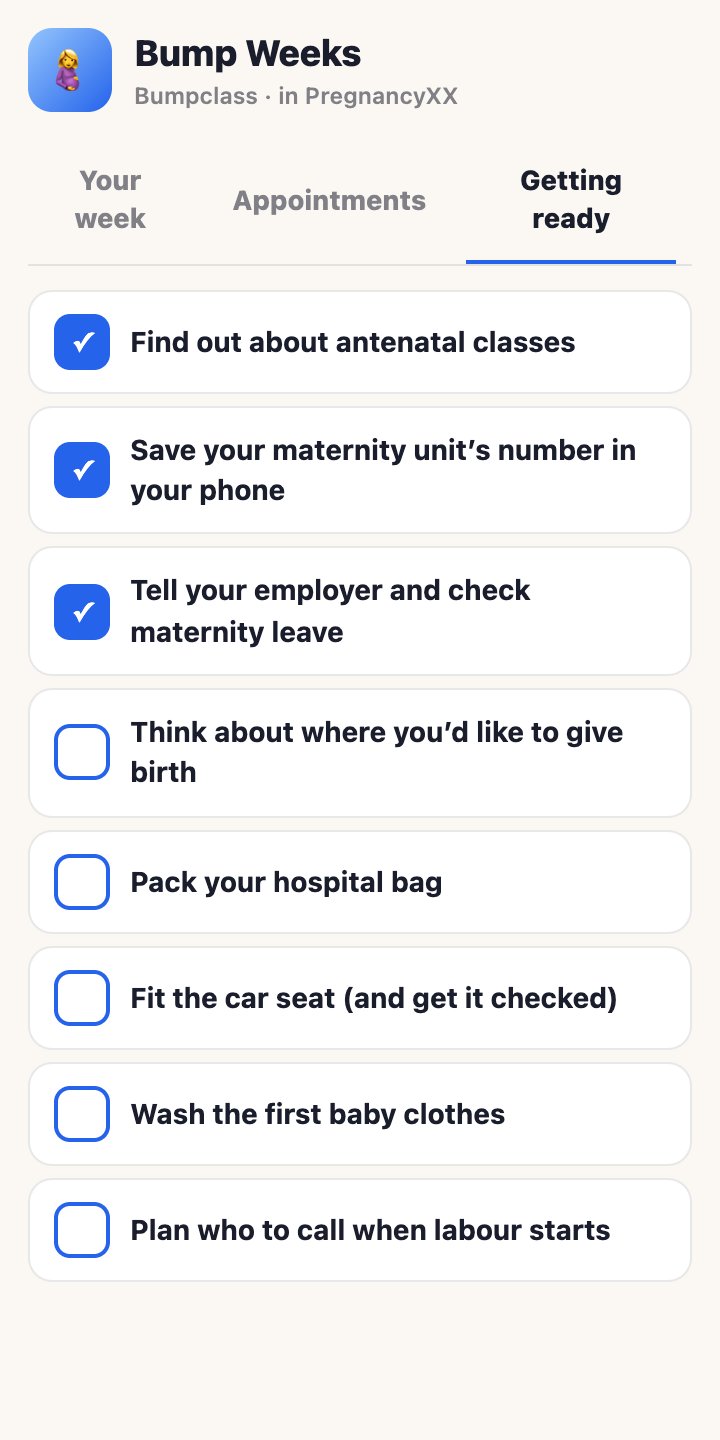 Bump Weeks
Bumpclass · in PregnancyXX
Your
week
Appointments
Getting
ready
Find out about antenatal classes
Save your maternity unit’s number in
your phone
Tell your employer and check
maternity leave
Think about where you’d like to give
birth
Pack your hospital bag
Fit the car seat (and get it checked)
Wash the first baby clothes
Plan who to call when labour starts